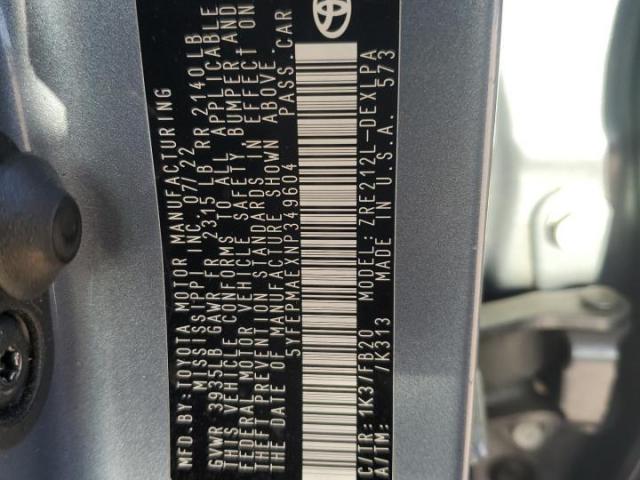 MFD.BY:TOYOTA MOTOR MANUFACTURING
MISSISSIPPI INC. 07/22
GVWR 3935LB GAWR FR 2315 LB RR 2140LB
THIS VEHICLE CONFORMS TO ALL APPLICABLE
FEDERAL MOTOR VEHICLE SAFETY, BUMPER AND
THEFT PREVENTION STANDARDS IN EFFECT ON
THE DATE OF MANUFACTURE SHOWN ABOVE.
5YFEPMAEXNP349604 PASS.CAR
C/TR: 1K3/FB20 MODEL: ZRE212L-DEXLPA
A/TM: /K313 MADE IN U.S.A. 573